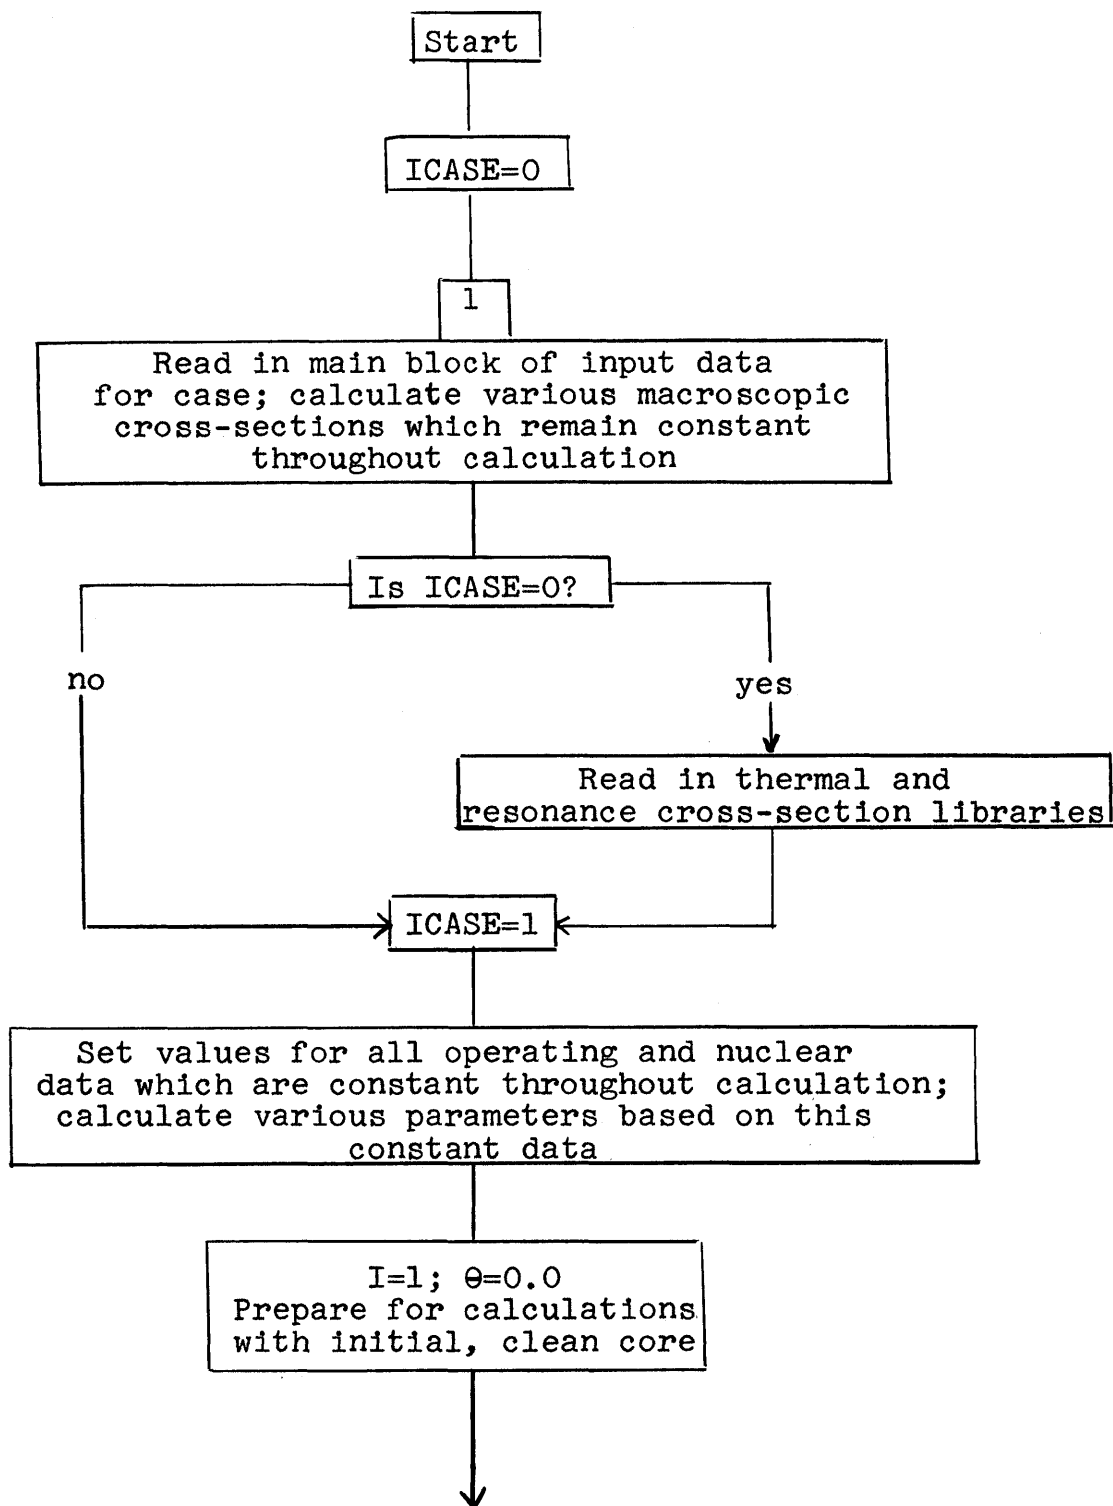 Start
ICASE=0
1
Read in main block of input data
for case; calculate various macroscopic
cross-sections which remain constant
throughout calculation
Is ICASE=0?
no
yes
Read in thermal and
resonance cross-section libraries
ICASE=1
Set values for all operating and nuclear
data which are constant throughout calculation;
calculate various parameters based on this
constant data
I=1; θ=0.0
Prepare for calculations
with initial, clean core